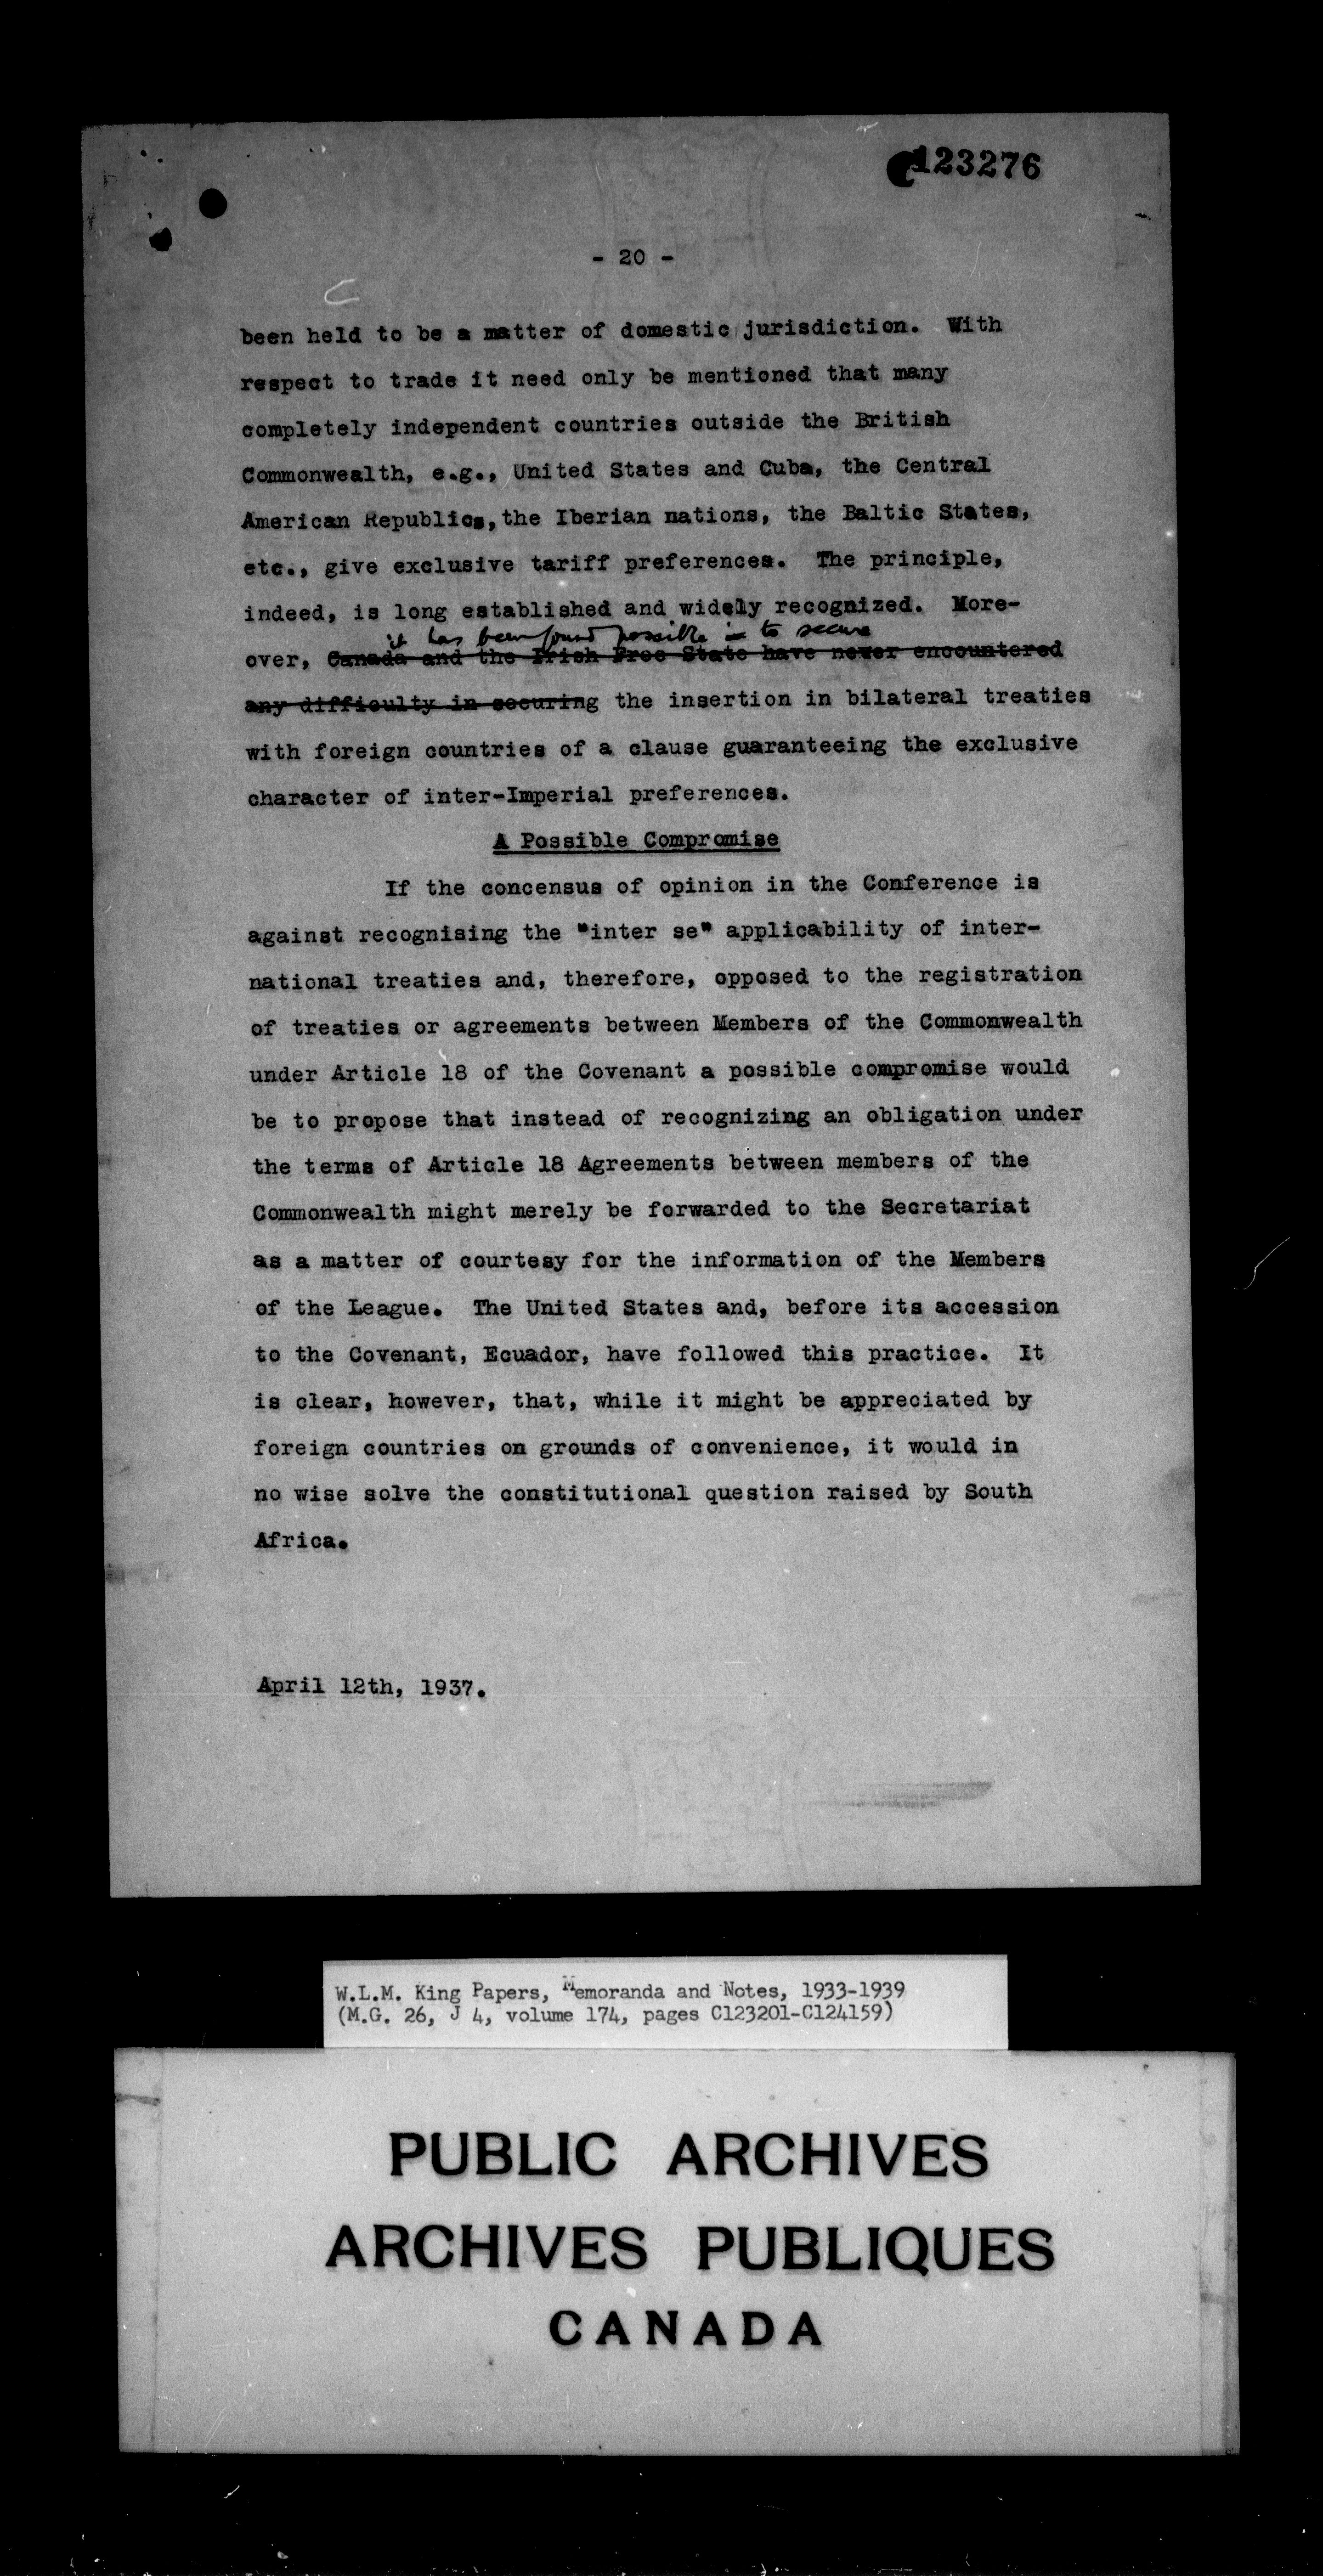 C123276
- 20 -
been held to be a matter of domestic jurisdiction. With
respect to trade it need only be mentioned that many
completely independent countries outside the British
Commonwealth, e.g., United States and Cuba, the Central
American Republics, the Iberian nations, the Baltic States,
etc., give exclusive tariff preferences. The principle,
indeed, is long established and widely recognized. More-
it has been found possible in to secure
over, Canada and the Irish Free State have never encountered
any difficulty in securing the insertion in bilateral treaties
with foreign countries of a clause guaranteeing the exclusive
character of inter-Imperial preferences.
A Possible Compromise
If the concensus of opinion in the Conference is
against recognising the "inter se" applicability of inter-
national treaties and, therefore, opposed to the registration
of treaties or agreements between Members of the Commonwealth
under Article 18 of the Covenant a possible compromise would
be to propose that instead of recognizing an obligation under
the terms of Article 18 Agreements between members of the
Commonwealth might merely be forwarded to the Secretariat
as a matter of courtesy for the information of the Members
of the League. The United States and, before its accession
to the Covenant, Ecuador, have followed this practice. It
is clear, however, that, while it might be appreciated by
foreign countries on grounds of convenience, it would in
no wise solve the constitutional question raised by South
Africa.
April 12th, 1937.
W.L.M. King Papers, Memoranda and Notes, 1933-1939
(M.G. 26, J 4, volume 174, pages C123201-C124159)
PUBLIC ARCHIVES
ARCHIVES PUBLIQUES
CANADA